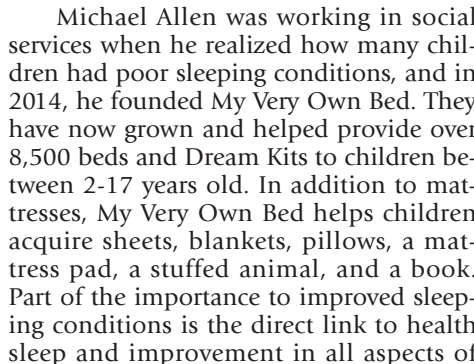 Michael Allen was working in social
services when he realized how many chil-
dren had poor sleeping conditions, and in
2014, he founded My Very Own Bed. They
have now grown and helped provide over
8,500 beds and Dream Kits to children be-
tween 2-17 years old. In addition to mat-
tresses, My Very Own Bed helps children
acquire sheets, blankets, pillows, a mat-
tress pad, a stuffed animal, and a book.
Part of the importance to improved sleep-
ing conditions is the direct link to health
sleep and improvement in all aspects of